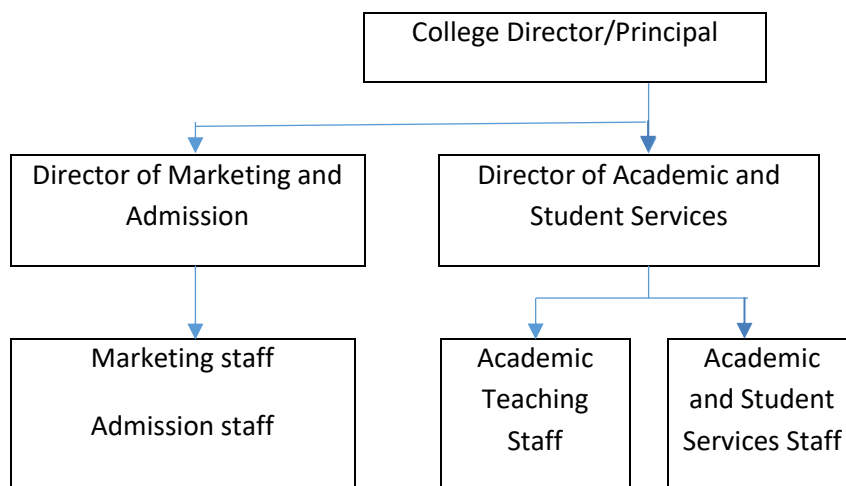 College Director/Principal
Director of Marketing and
Admission
Director of Academic and
Student Services
Marketing staff
Admission staff
Academic
Teaching
Staff
Academic
and Student
Services Staff